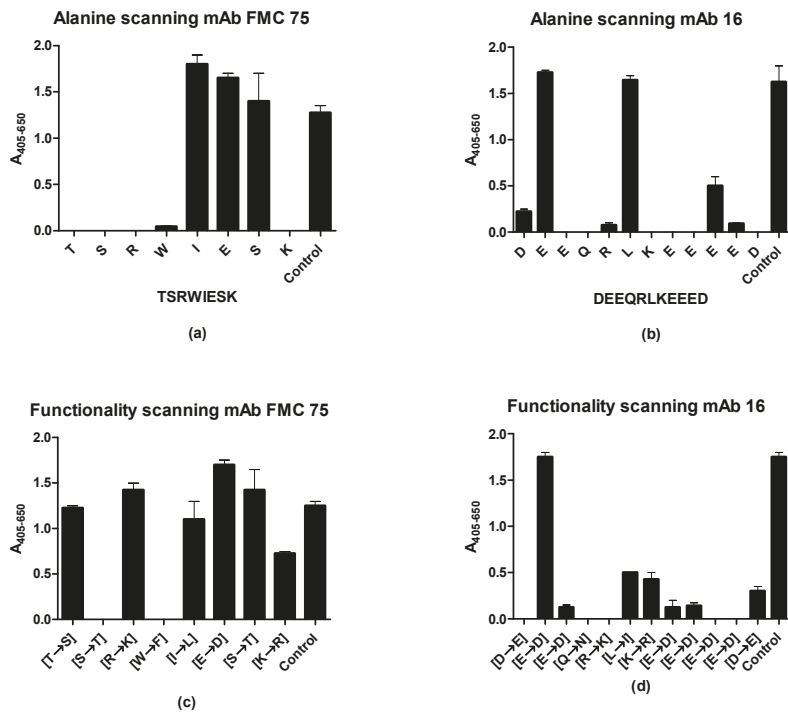 Alanine scanning mAb FMC 75
2.0
1.5
1.0
0.5
0.0
A405-650
T S R W I E S K Control
TSRWIESK
(a)
Alanine scanning mAb 16
2.0
1.5
1.0
0.5
0.0
A405-650
D E E Q R L K E E E E D Control
DEEQRLKEEED
(b)
Functionality scanning mAb FMC 75
2.0
1.5
1.0
0.5
0.0
A405-650
[T→S] [S→T] [R→K] [W→F] [I→L] [E→D] [S→T] [K→R] Control
(c)
Functionality scanning mAb 16
2.0
1.5
1.0
0.5
0.0
A405-650
[D→E] [E→D] [E→D] [Q→N] [R→K] [L→I] [K→R] [E→D] [E→D] [E→D] [E→D] [D→E] Control
(d)